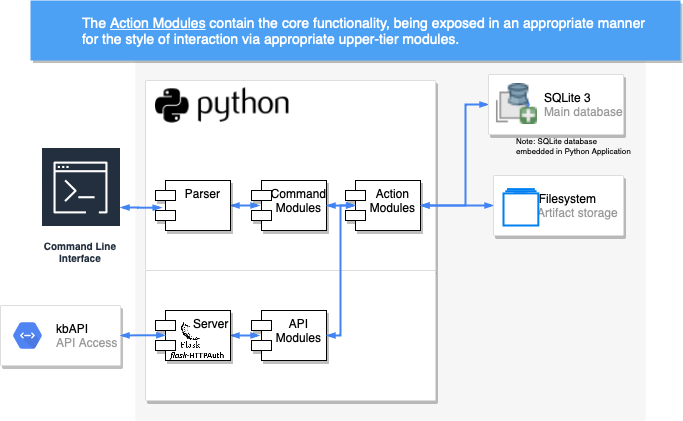 The Action Modules contain the core functionality, being exposed in an appropriate manner
for the style of interaction via appropriate upper-tier modules.
python
SQLite 3
Main database
Note: SQLite database
embedded in Python Application
Parser
Command
Modules
Action
Modules
Filesystem
Artifact storage
Command Line
Interface
Server
Flask
flask-HTTPAuth
API
Modules
kbAPI
API Access